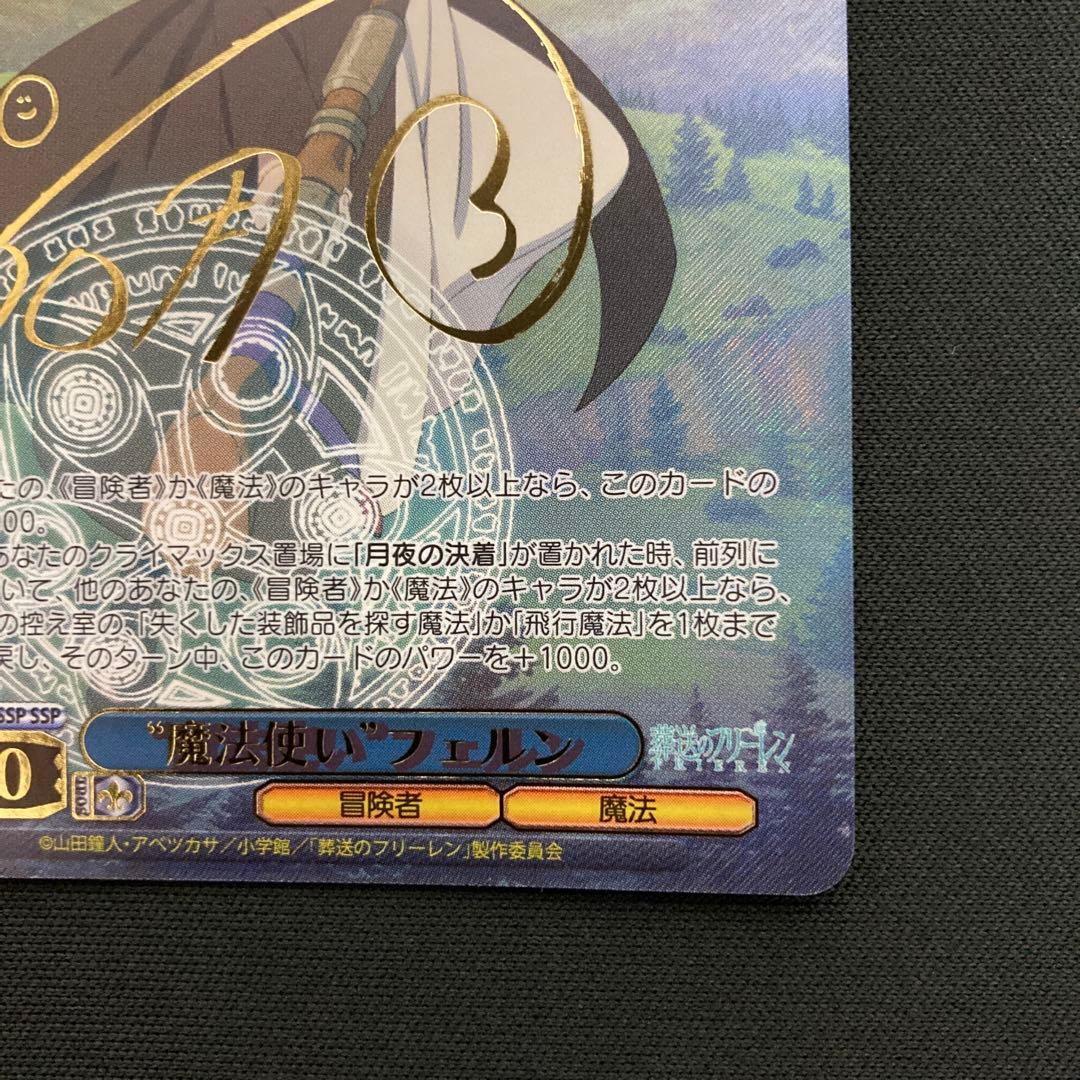 たの、《冒険者》か《魔法》のキャラが2枚以上なら、このカードの
00。
あなたのクライマックス置場に「月夜の決着」が置かれた時、前列に
いて、他のあなたの、《冒険者》か《魔法》のキャラが2枚以上なら、
の控え室の、「失くした装飾品を探す魔法」か「飛行魔法」を1枚まで
戻し、そのターン中、このカードのパワーを+1000。
SSP SSP
“魔法使い”フェルン
葬送のフリーレン
0
SOUL
冒険者
魔法
©山田鐘人・アベツカサ/小学館/「葬送のフリーレン」製作委員会